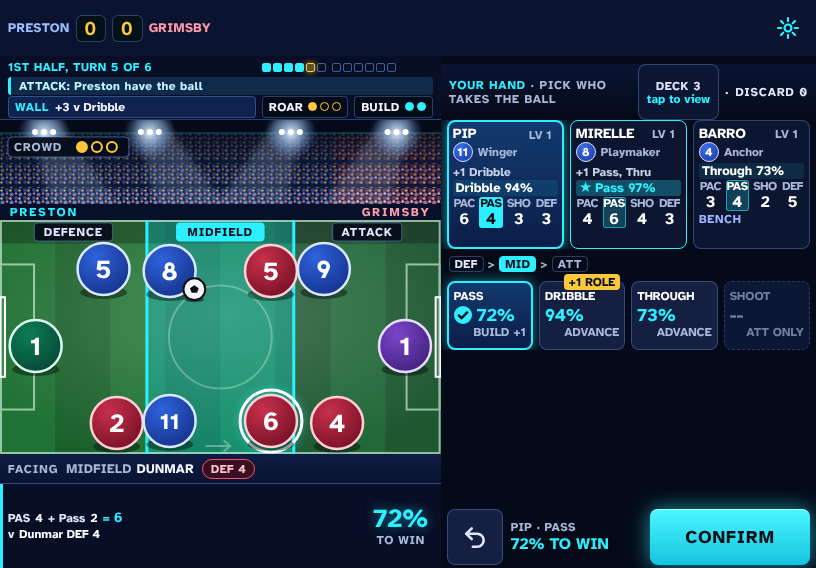 PRESTON 0 0 GRIMSBY
1ST HALF, TURN 5 OF 6
ATTACK: Preston have the ball
WALL +3 v Dribble
ROAR
BUILD
CROWD
PRESTON
GRIMSBY
DEFENCE
MIDFIELD
ATTACK
5
8
5
9
1
1
2
11
6
4
FACING MIDFIELD DUNMAR DEF 4
PAS 4 + Pass 2 = 6
v Dunmar DEF 4
72%
TO WIN
YOUR HAND · PICK WHO
TAKES THE BALL
DECK 3
tap to view
· DISCARD 0
PIP LV 1
11 Winger
+1 Dribble
Dribble 94%
PAC PAS SHO DEF
6 4 3 3
MIRELLE LV 1
8 Playmaker
+1 Pass, Thru
★ Pass 97%
PAC PAS SHO DEF
4 6 4 3
BARRO LV 1
4 Anchor
Through 73%
PAC PAS SHO DEF
3 4 2 5
BENCH
DEF > MID > ATT
PASS
72%
BUILD +1
+1 ROLE
DRIBBLE
94%
ADVANCE
THROUGH
73%
ADVANCE
SHOOT
--
ATT ONLY
PIP · PASS
72% TO WIN
CONFIRM